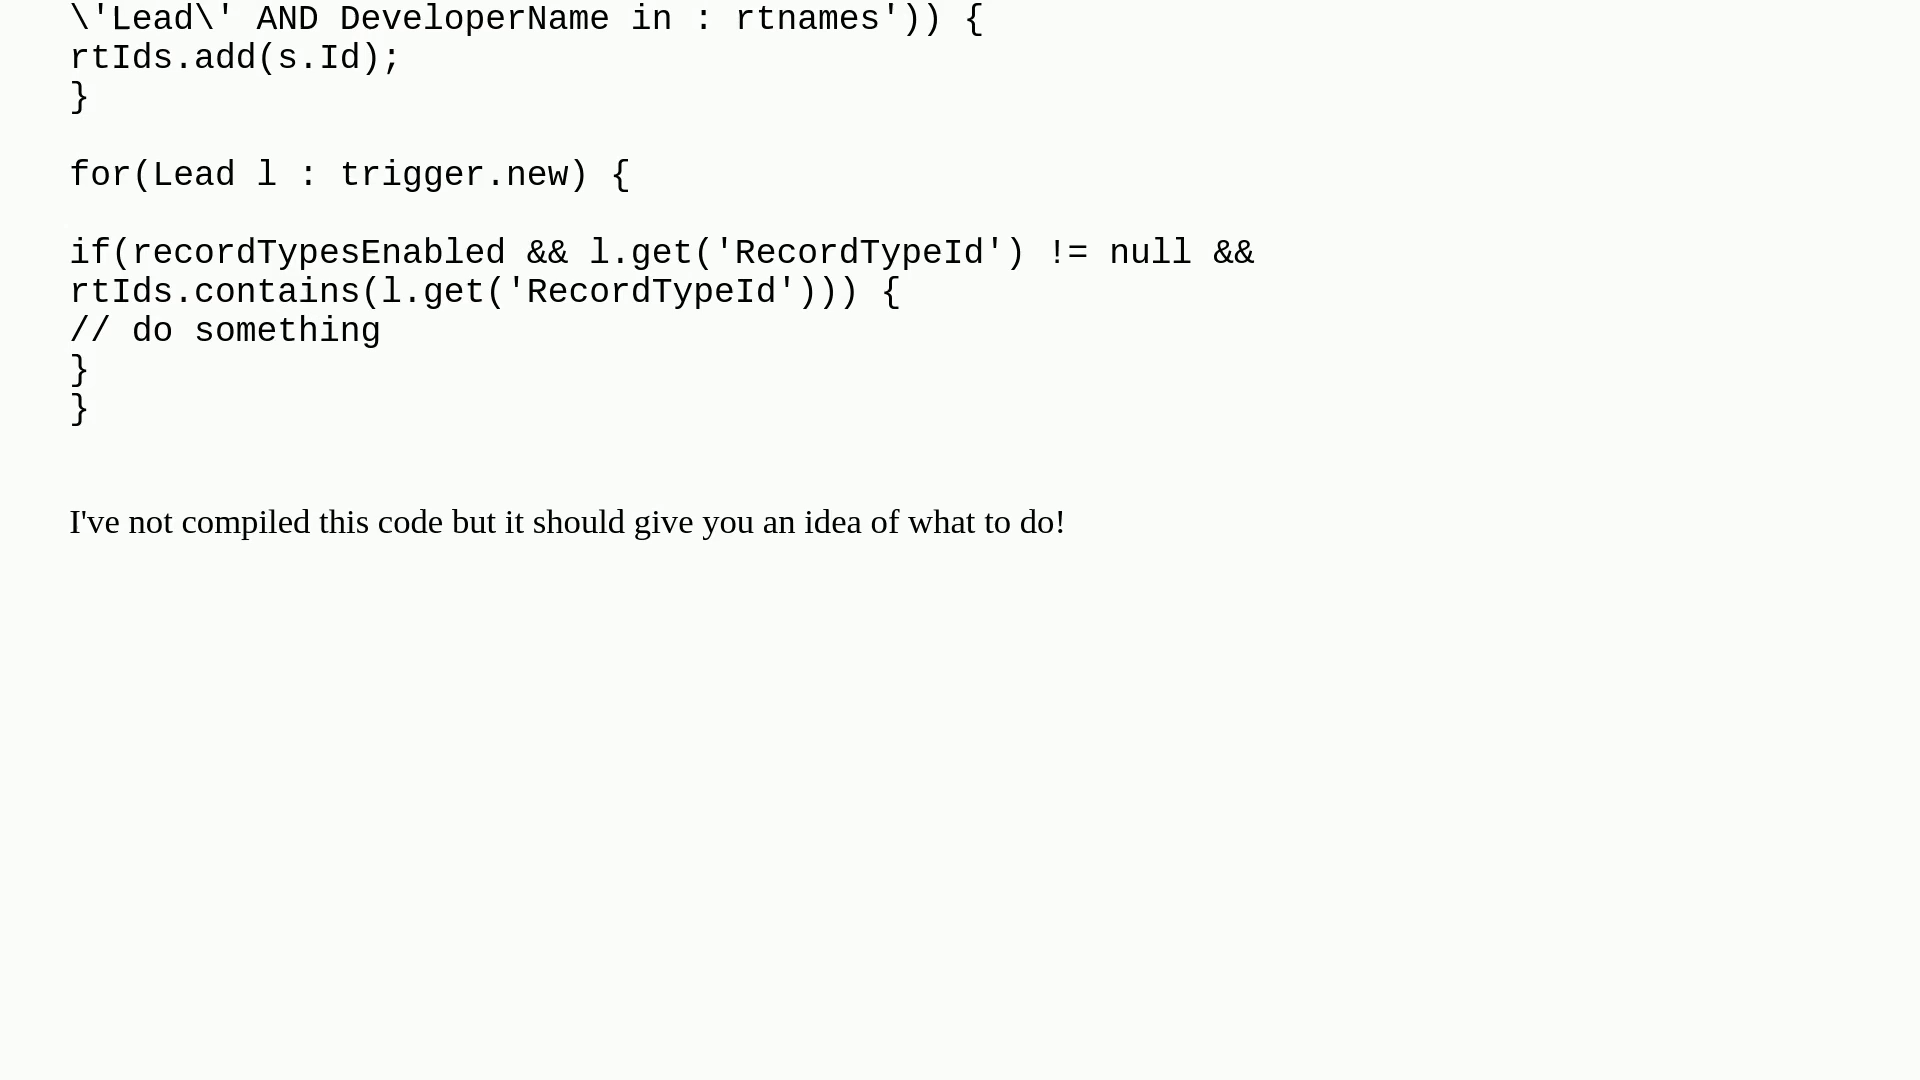 \'Lead\' AND DeveloperName in : rtnames')) {
rtIds.add(s.Id);
}
for(Lead l : trigger.new) {
if(recordTypesEnabled && l.get('RecordTypeId') != null &&
rtIds.contains(l.get('RecordTypeId'))) {
// do something
}
}
I've not compiled this code but it should give you an idea of what to do!